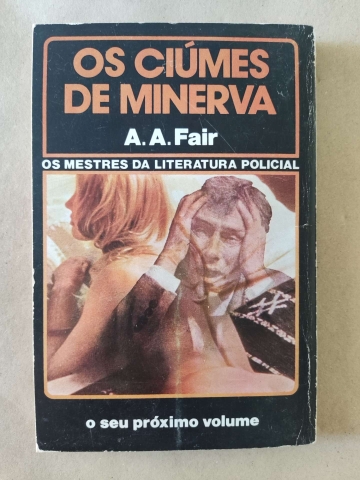 OS CIÚMES
DE MINERVA
A. A. Fair
OS MESTRES DA LITERATURA POLICIAL
o seu próximo volume